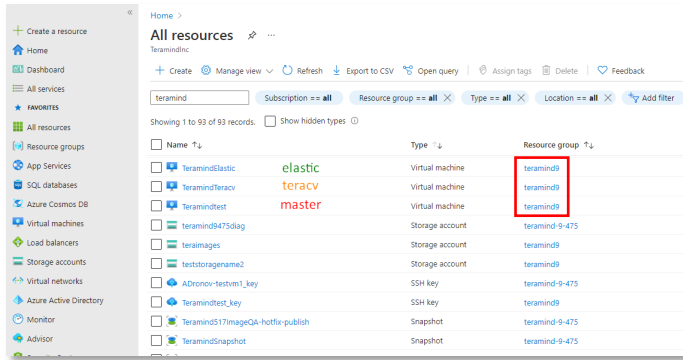 «
Create a resource
Home
Dashboard
All services
FAVORITES
All resources
Resource groups
App Services
SQL databases
Azure Cosmos DB
Virtual machines
Load balancers
Storage accounts
Virtual networks
Azure Active Directory
Monitor
Advisor
Home >
All resources ...
TeramindInc
Create Manage view Refresh Export to CSV Open query Assign tags Delete Feedback
teramind Subscription == all Resource group == all Type == all Location == all Add filter
Showing 1 to 93 of 93 records. Show hidden types
Name ↑↓ Type ↑↓ Resource group ↑↓
TeramindElastic elastic Virtual machine teramind9
TeramindTeracv teracv Virtual machine teramind9
Teramindtest master Virtual machine teramind9
teramind9475diag Storage account teramind-9-475
teraimages Storage account teramind9
teststoragename2 Storage account teramind9
ADronov-testvm1_key SSH key teramind-9-475
Teramindtest_key SSH key teramind9
Teramind517ImageQA-hotfix-publish Snapshot teramind-9-475
TeramindSnapshot Snapshot teramind-9-475